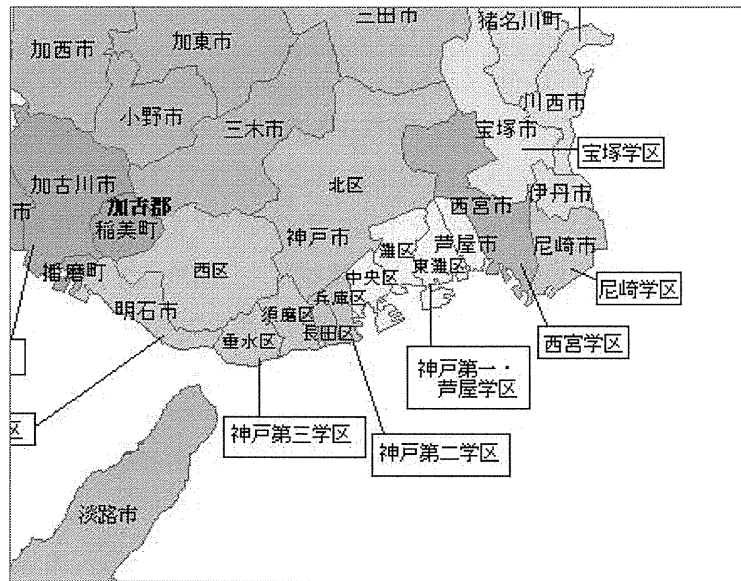 三田市
猪名川町
加西市
加東市
川西市
小野市
三木市
宝塚市
宝塚学区
加古川市
北区
伊丹市
加古郡
稲美町
市
西宮市
神戸市
灘区
芦屋市
尼崎市
西区
中央区
東灘区
播磨町
兵庫区
尼崎学区
明石市
須磨区
長田区
垂水区
西宮学区
神戸第一・
芦屋学区
区
神戸第三学区
神戸第二学区
淡路市